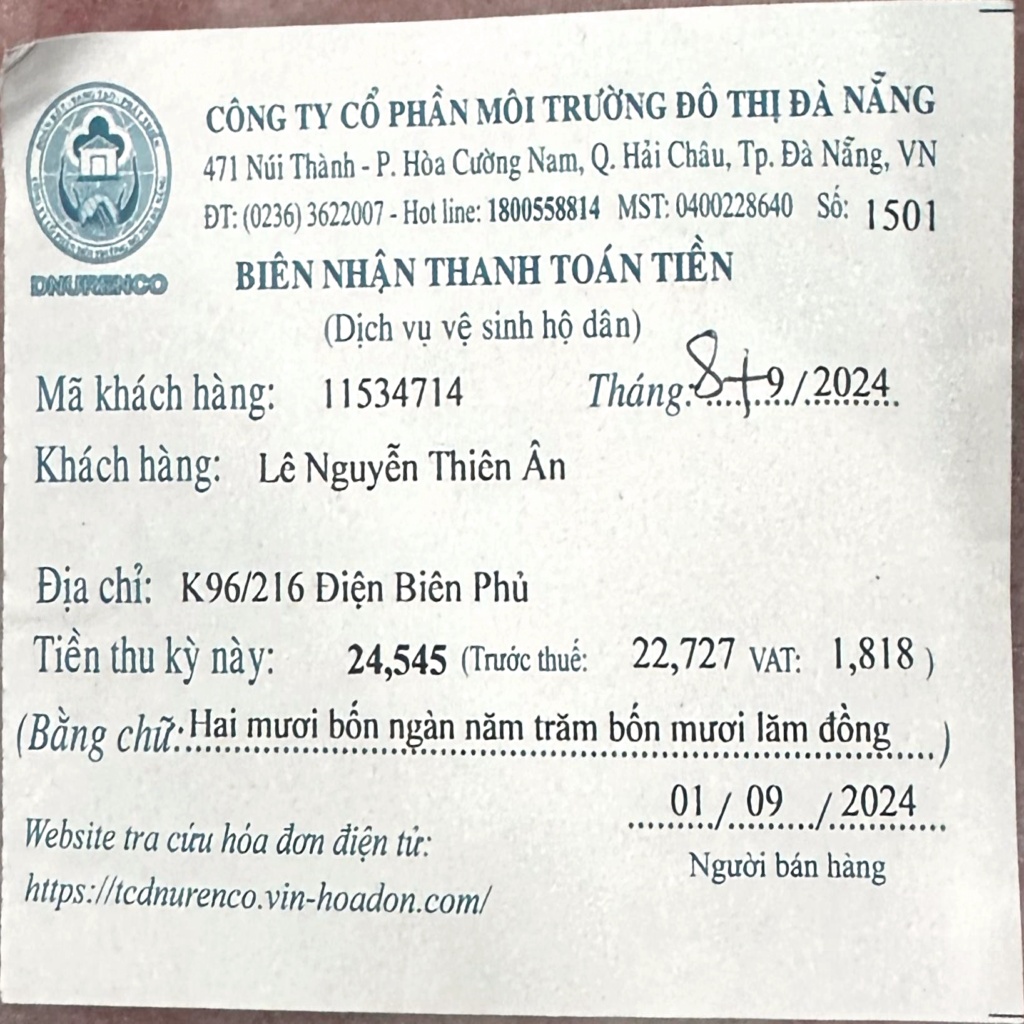 CÔNG TY CỔ PHẦN MÔI TRƯỜNG ĐÔ THỊ ĐÀ NẴNG
471 Núi Thành - P. Hòa Cường Nam, Q. Hải Châu, Tp. Đà Nẵng, VN
ĐT: (0236) 3622007 - Hot line: 1800558814 MST: 0400228640 Số: 1501
DNURENCO
BIÊN NHẬN THANH TOÁN TIỀN
(Dịch vụ vệ sinh hộ dân)
Mã khách hàng: 11534714 Tháng: 8+9/2024
Khách hàng: Lê Nguyễn Thiên Ân
Địa chỉ: K96/216 Điện Biên Phủ
Tiền thu kỳ này: 24,545 (Trước thuế: 22,727 VAT: 1,818 )
(Bằng chữ: Hai mươi bốn ngàn năm trăm bốn mươi lăm đồng )
01/ 09 / 2024
Người bán hàng
Website tra cứu hóa đơn điện tử:
https://tcdnurenco.vin-hoadon.com/